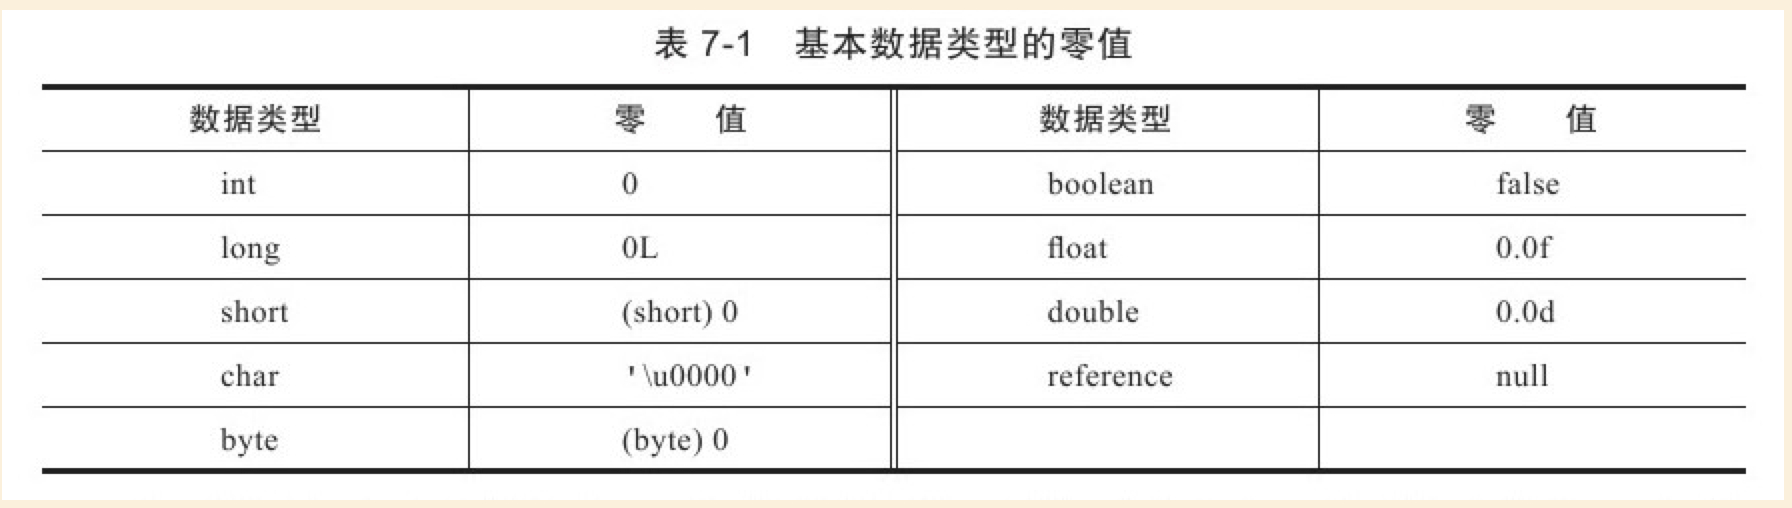 表 7-1 基本数据类型的零值
数据类型 零 值 数据类型 零 值
int 0 boolean false
long 0L float 0.0f
short (short) 0 double 0.0d
char '\u0000' reference null
byte (byte) 0